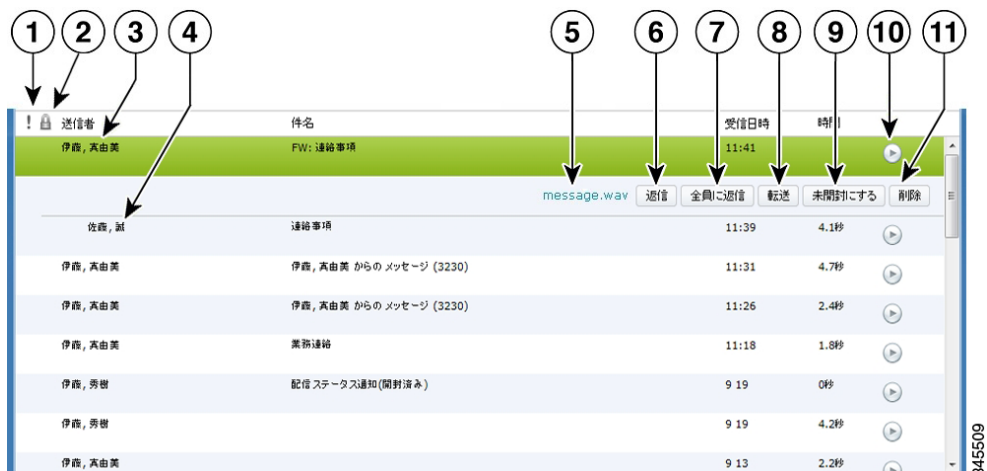 1 2 3 4 5 6 7 8 9 10 11
! 送信者 件名 受信日時 時間
伊藤, 真由美 FW: 連絡事項 11:41
message.wav 返信 全員に返信 転送 未開封にする 削除
佐藤, 誠 連絡事項 11:39 4.1秒
伊藤, 真由美 伊藤, 真由美 からの メッセージ (3230) 11:31 4.7秒
伊藤, 真由美 伊藤, 真由美 からの メッセージ (3230) 11:26 2.4秒
伊藤, 真由美 業務連絡 11:18 1.8秒
伊藤, 秀樹 配信ステータス通知(開封済み) 9 19 0秒
伊藤, 秀樹 9 19 4.2秒
伊藤, 真由美 9 13 2.2秒
345509